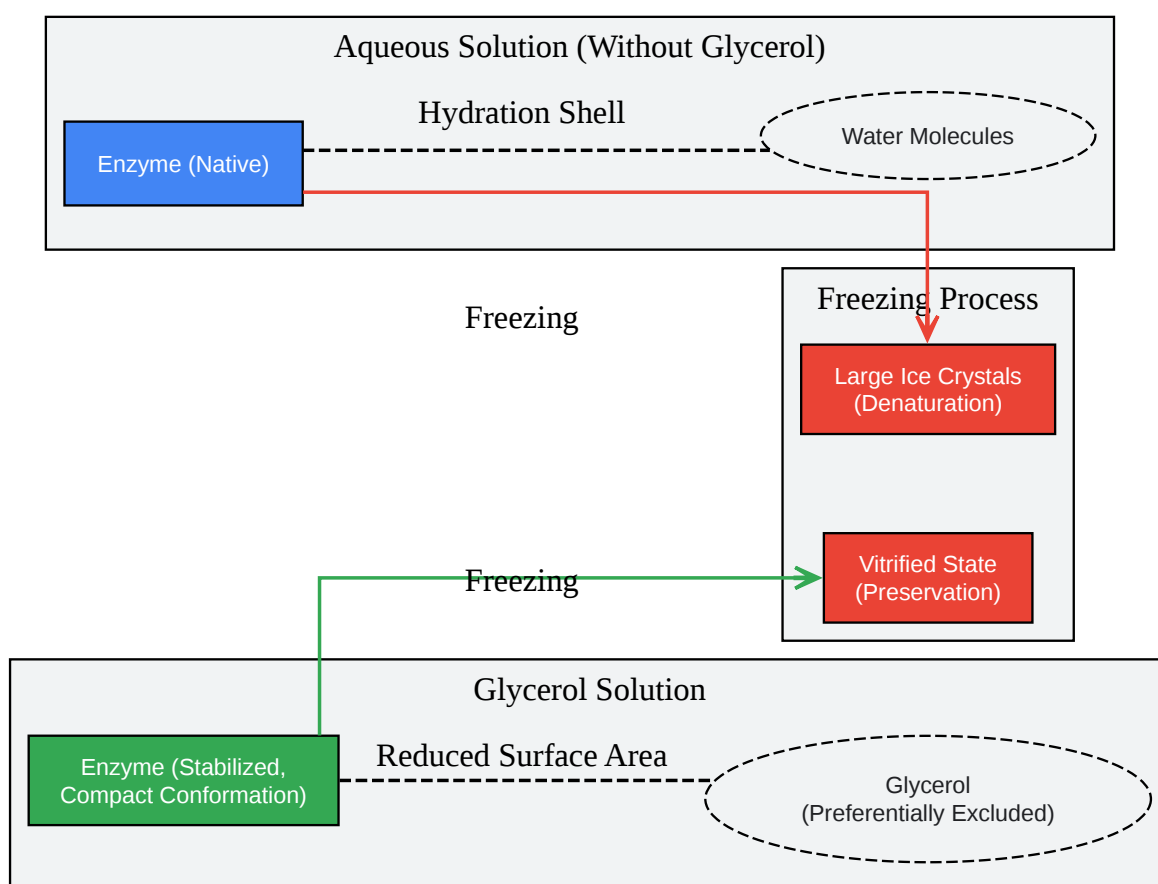 Aqueous Solution (Without Glycerol)
Hydration Shell
Water Molecules
Enzyme (Native)
Freezing Process
Freezing
Large Ice Crystals
(Denaturation)
Vitrified State
(Preservation)
Freezing
Glycerol Solution
Reduced Surface Area
Enzyme (Stabilized,
Compact Conformation)
Glycerol
(Preferentially Excluded)